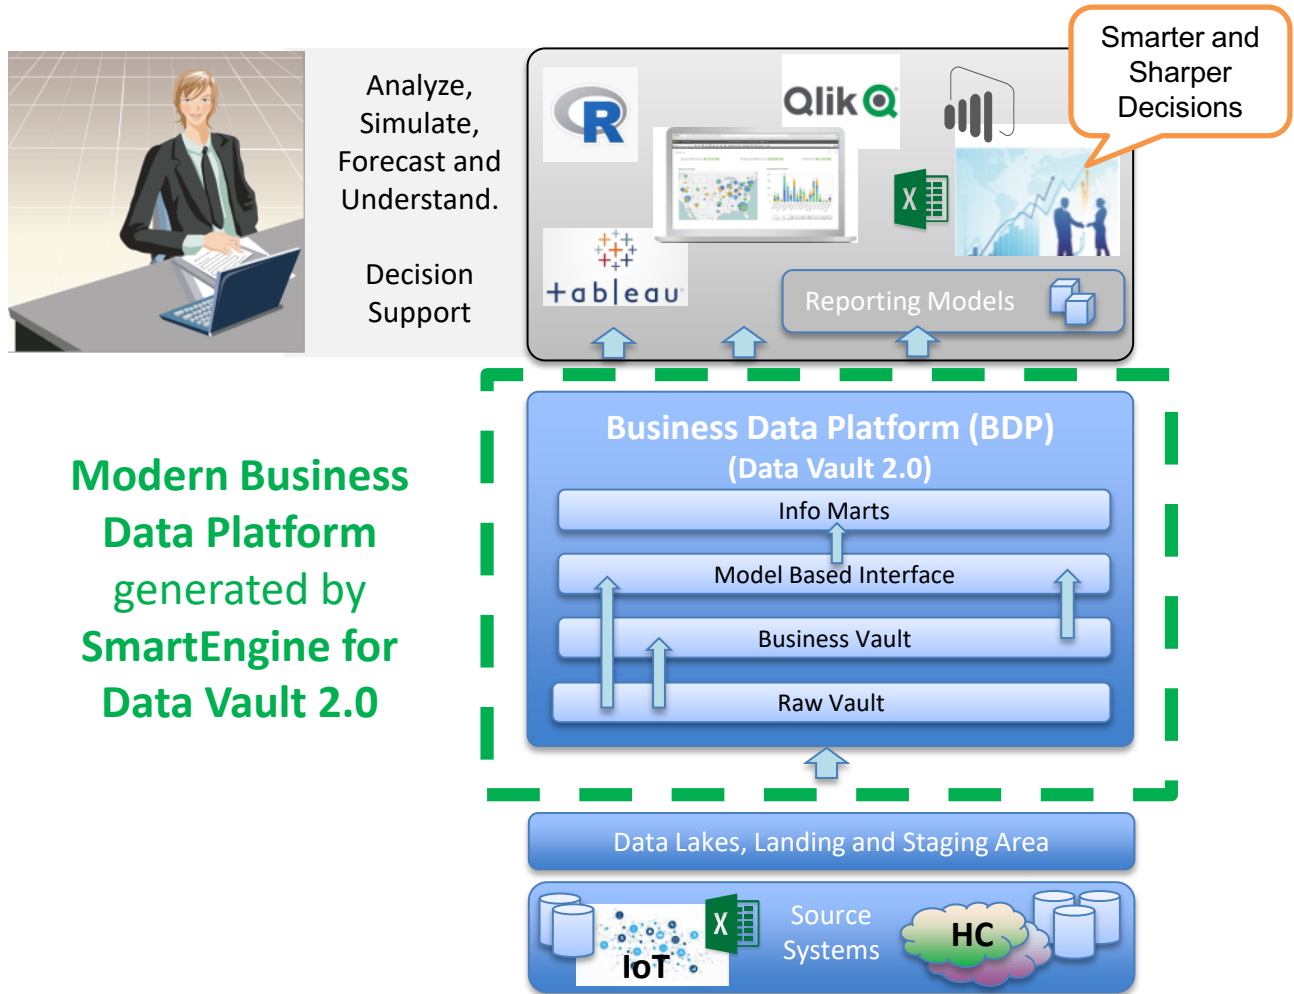 Smarter and
Sharper
Decisions
Analyze,
Simulate,
Forecast and
Understand.
Decision
Support
R
Qlik
X
+ableau
Reporting Models
Modern Business
Data Platform
generated by
SmartEngine for
Data Vault 2.0
Business Data Platform (BDP)
(Data Vault 2.0)
Info Marts
Model Based Interface
Business Vault
Raw Vault
Data Lakes, Landing and Staging Area
IoT
X
Source
Systems
HC